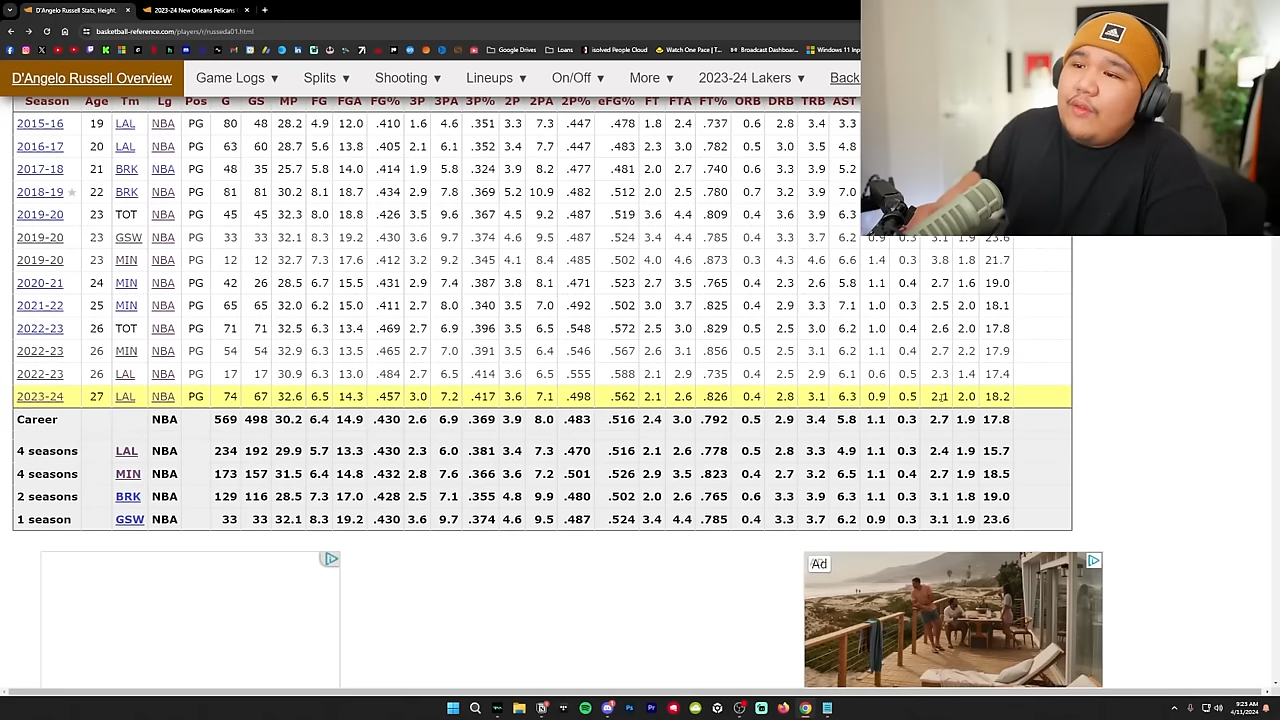 D'Angelo Russell Stats, Height,
2023-24 New Orleans Pelicans
basketball-reference.com/players/r/russeda01.html
Google Drives
Loans
isolved People Cloud
Watch One Pace | T...
Broadcast Dashboar...
Windows 11 Inp
D'Angelo Russell Overview
Game Logs ▼ Splits ▼ Shooting ▼ Lineups ▼ On/Off ▼ More ▼ 2023-24 Lakers ▼ Back
Season Age Tm Lg Pos G GS MP FG FGA FG% 3P 3PA 3P% 2P 2PA 2P% eFG% FT FTA FT% ORB DRB TRB AST
2015-16 19 LAL NBA PG 80 48 28.2 4.9 12.0 .410 1.6 4.6 .351 3.3 7.3 .447 .478 1.8 2.4 .737 0.6 2.8 3.4 3.3
2016-17 20 LAL NBA PG 63 60 28.7 5.6 13.8 .405 2.1 6.1 .352 3.4 7.7 .447 .483 2.3 3.0 .782 0.5 3.0 3.5 4.8
2017-18 21 BRK NBA PG 48 35 25.7 5.8 14.0 .414 1.9 5.8 .324 3.9 8.2 .477 .481 2.0 2.7 .740 0.6 3.3 3.9 5.2
2018-19 ★ 22 BRK NBA PG 81 81 30.2 8.1 18.7 .434 2.9 7.8 .369 5.2 10.9 .482 .512 2.0 2.5 .780 0.7 3.2 3.9 7.0
2019-20 23 TOT NBA PG 45 45 32.3 8.0 18.8 .426 3.5 9.6 .367 4.5 9.2 .487 .519 3.6 4.4 .809 0.4 3.6 3.9 6.3
2019-20 23 GSW NBA PG 33 33 32.1 8.3 19.2 .430 3.6 9.7 .374 4.6 9.5 .487 .524 3.4 4.4 .785 0.4 3.3 3.7 6.2 0.9 0.3 3.1 1.9 23.6
2019-20 23 MIN NBA PG 12 12 32.7 7.3 17.6 .412 3.2 9.2 .345 4.1 8.4 .485 .502 4.0 4.6 .873 0.3 4.3 4.6 6.6 1.4 0.3 3.8 1.8 21.7
2020-21 24 MIN NBA PG 42 26 28.5 6.7 15.5 .431 2.9 7.4 .387 3.8 8.1 .471 .523 2.7 3.5 .765 0.4 2.3 2.6 5.8 1.1 0.4 2.7 1.6 19.0
2021-22 25 MIN NBA PG 65 65 32.0 6.2 15.0 .411 2.7 8.0 .340 3.5 7.0 .492 .502 3.0 3.7 .825 0.4 2.9 3.3 7.1 1.0 0.3 2.5 2.0 18.1
2022-23 26 TOT NBA PG 71 71 32.5 6.3 13.4 .469 2.7 6.9 .396 3.5 6.5 .548 .572 2.5 3.0 .829 0.5 2.5 3.0 6.2 1.0 0.4 2.6 2.0 17.8
2022-23 26 MIN NBA PG 54 54 32.9 6.3 13.5 .465 2.7 7.0 .391 3.5 6.4 .546 .567 2.6 3.1 .856 0.5 2.5 3.1 6.2 1.1 0.4 2.7 2.2 17.9
2022-23 26 LAL NBA PG 17 17 30.9 6.3 13.0 .484 2.7 6.5 .414 3.6 6.5 .555 .588 2.1 2.9 .735 0.4 2.5 2.9 6.1 0.6 0.5 2.3 1.4 17.4
2023-24 27 LAL NBA PG 74 67 32.6 6.5 14.3 .457 3.0 7.2 .417 3.6 7.1 .498 .562 2.1 2.6 .826 0.4 2.8 3.1 6.3 0.9 0.5 2.1 2.0 18.2
Career NBA 569 498 30.2 6.4 14.9 .430 2.6 6.9 .369 3.9 8.0 .483 .516 2.4 3.0 .792 0.5 2.9 3.4 5.8 1.1 0.3 2.7 1.9 17.8
4 seasons LAL NBA 234 192 29.9 5.7 13.3 .430 2.3 6.0 .381 3.4 7.3 .470 .516 2.1 2.6 .778 0.5 2.8 3.3 4.9 1.1 0.3 2.4 1.9 15.7
4 seasons MIN NBA 173 157 31.5 6.4 14.8 .432 2.8 7.6 .366 3.6 7.2 .501 .526 2.9 3.5 .823 0.4 2.7 3.2 6.5 1.1 0.4 2.7 1.9 18.5
2 seasons BRK NBA 129 116 28.5 7.3 17.0 .428 2.5 7.1 .355 4.8 9.9 .480 .502 2.0 2.6 .765 0.6 3.3 3.9 6.3 1.1 0.3 3.1 1.8 19.0
1 season GSW NBA 33 33 32.1 8.3 19.2 .430 3.6 9.7 .374 4.6 9.5 .487 .524 3.4 4.4 .785 0.4 3.3 3.7 6.2 0.9 0.3 3.1 1.9 23.6
Ad
9:23 AM
4/11/2024